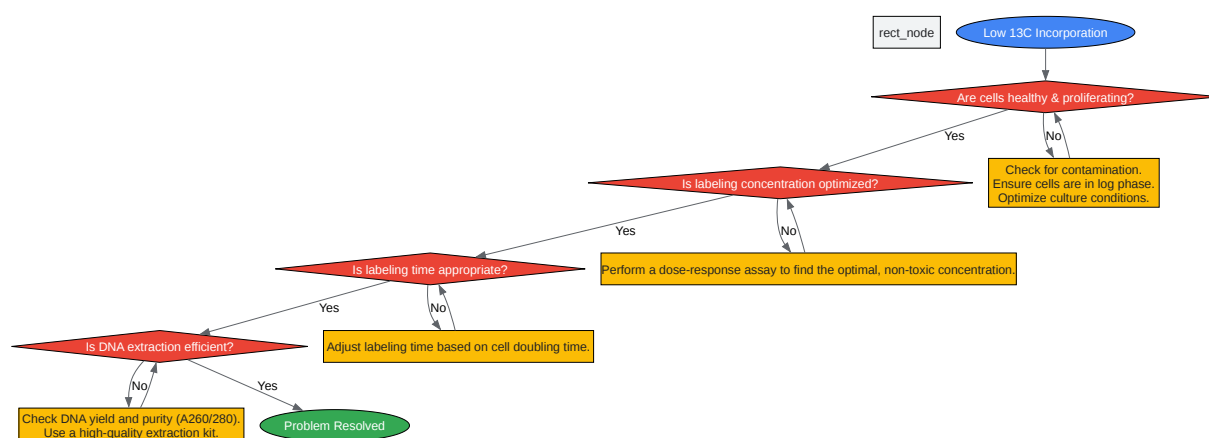 rect_node
Low 13C Incorporation
Are cells healthy & proliferating?
Yes
No
Check for contamination.
Ensure cells are in log phase.
Optimize culture conditions.
Is labeling concentration optimized?
Yes
No
Perform a dose-response assay to find the optimal, non-toxic concentration.
Is labeling time appropriate?
Yes
No
Adjust labeling time based on cell doubling time.
Is DNA extraction efficient?
No
Yes
Check DNA yield and purity (A260/280).
Use a high-quality extraction kit.
Problem Resolved